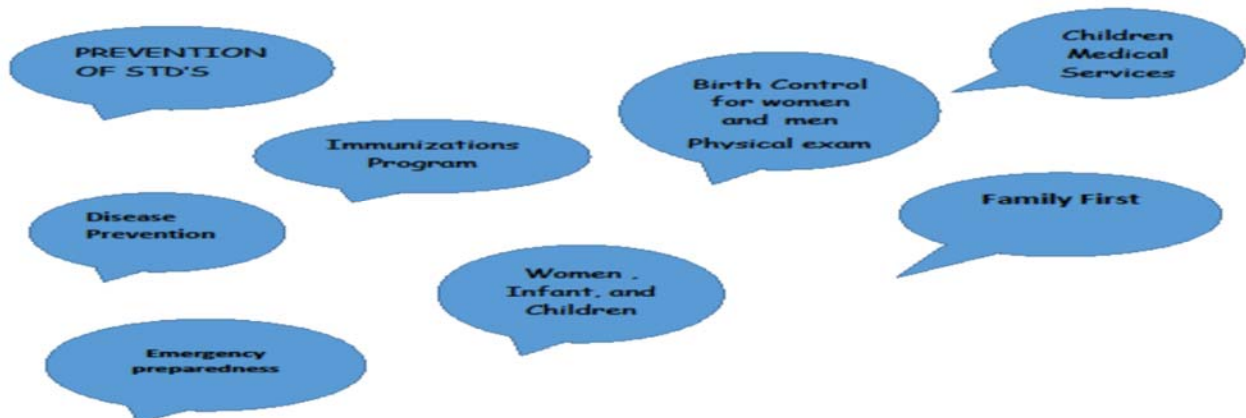 PREVENTION
OF STD'S
Children
Medical
Services
Birth Control
for women
and men
Physical exam
Immunizations
Program
Family First
Disease
Prevention
Women ,
Infant, and
Children
Emergency
preparedness